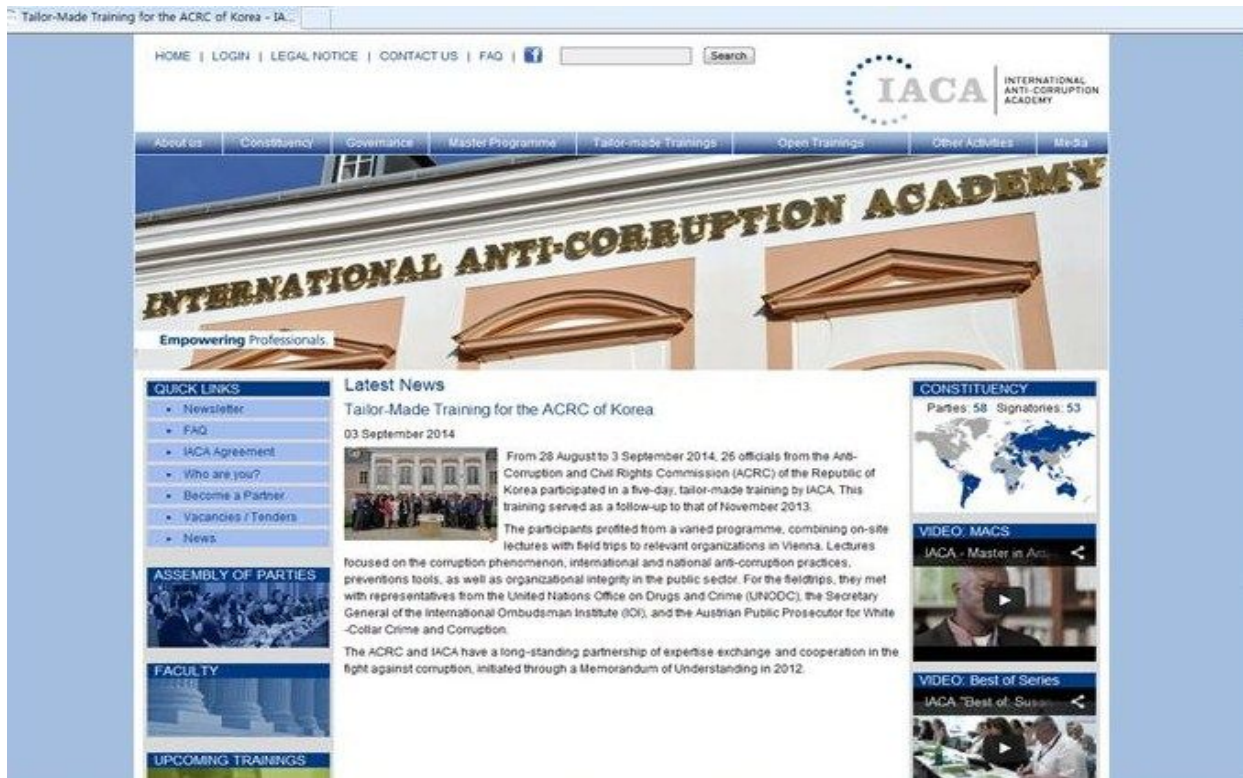 Tailor-Made Training for the ACRC of Korea - IA...
HOME | LOGIN | LEGAL NOTICE | CONTACT US | FAQ |
Search
IACA
INTERNATIONAL
ANTI-CORRUPTION
ACADEMY
About us Constituency Governance Master Programme Tailor-made Trainings Open Trainings Other Activities Media
INTERNATIONAL ANTI-CORRUPTION ACADEMY
Empowering Professionals.
QUICK LINKS
• Newsletter
• FAQ
• IACA Agreement
• Who are you?
• Become a Partner
• Vacancies / Tenders
• News
ASSEMBLY OF PARTIES
FACULTY
UPCOMING TRAININGS
Latest News
Tailor-Made Training for the ACRC of Korea
03 September 2014
From 28 August to 3 September 2014, 26 officials from the Anti-
Corruption and Civil Rights Commission (ACRC) of the Republic of
Korea participated in a five-day, tailor-made training by IACA. This
training served as a follow-up to that of November 2013.
The participants profited from a varied programme, combining on-site
lectures with field trips to relevant organizations in Vienna. Lectures
focused on the corruption phenomenon, international and national anti-corruption practices,
preventions tools, as well as organizational integrity in the public sector. For the fieldtrips, they met
with representatives from the United Nations Office on Drugs and Crime (UNODC), the Secretary
General of the International Ombudsman Institute (IOI), and the Austrian Public Prosecutor for White
-Collar Crime and Corruption.
The ACRC and IACA have a long-standing partnership of expertise exchange and cooperation in the
fight against corruption, initiated through a Memorandum of Understanding in 2012.
CONSTITUENCY
Parties: 58 Signatories: 53
VIDEO: MACS
IACA - Master in
VIDEO: Best of Series
IACA "Best of: